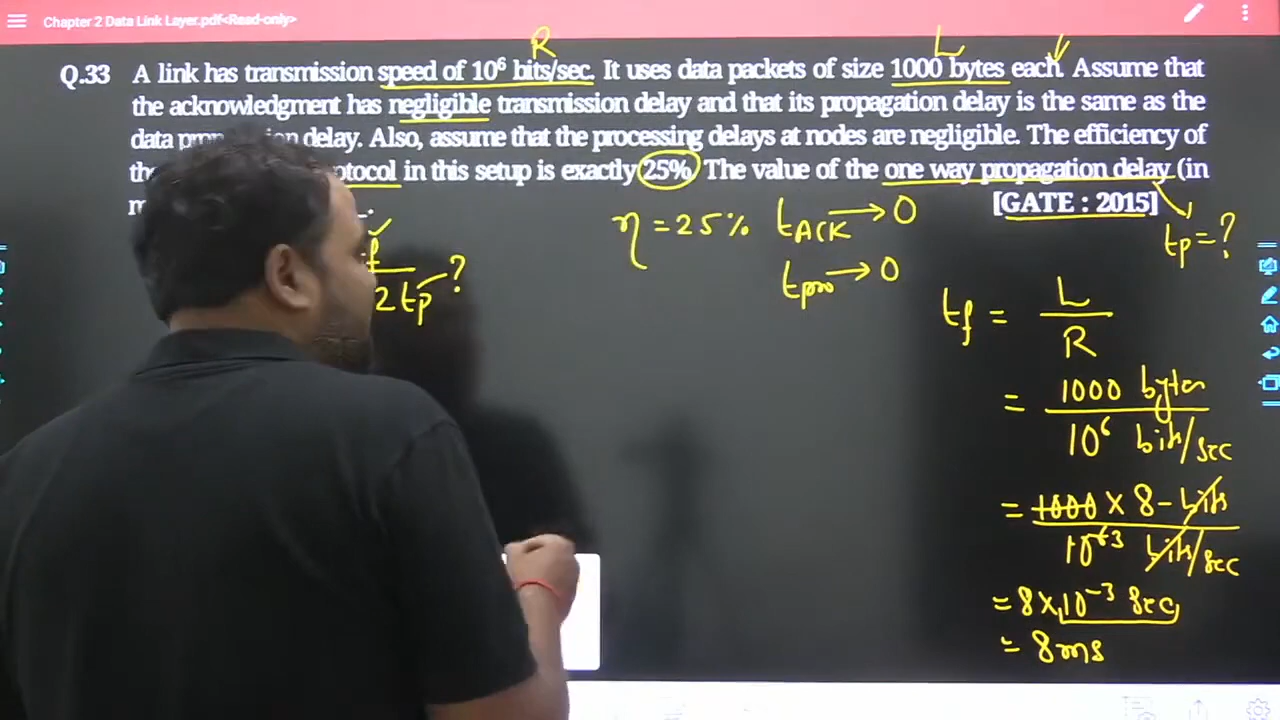 Chapter 2 Data Link Layer.pdf<Read-only>
R
L
Q.33 A link has transmission speed of 10⁶ bits/sec. It uses data packets of size 1000 bytes each. Assume that
the acknowledgment has negligible transmission delay and that its propagation delay is the same as the
data delay. Also, assume that the processing delays at nodes are negligible. The efficiency of
in this setup is exactly 25%. The value of the one way propagation delay (in
[GATE : 2015]
η = 25% tACK → 0
tpro → 0
tp = ?
2tp ?
tf = L/R
= 1000 bytes / 10⁶ bits/sec
= 1000 × 8 bits / 10⁶ 3 bits/sec
= 8 × 10⁻³ sec
= 8ms